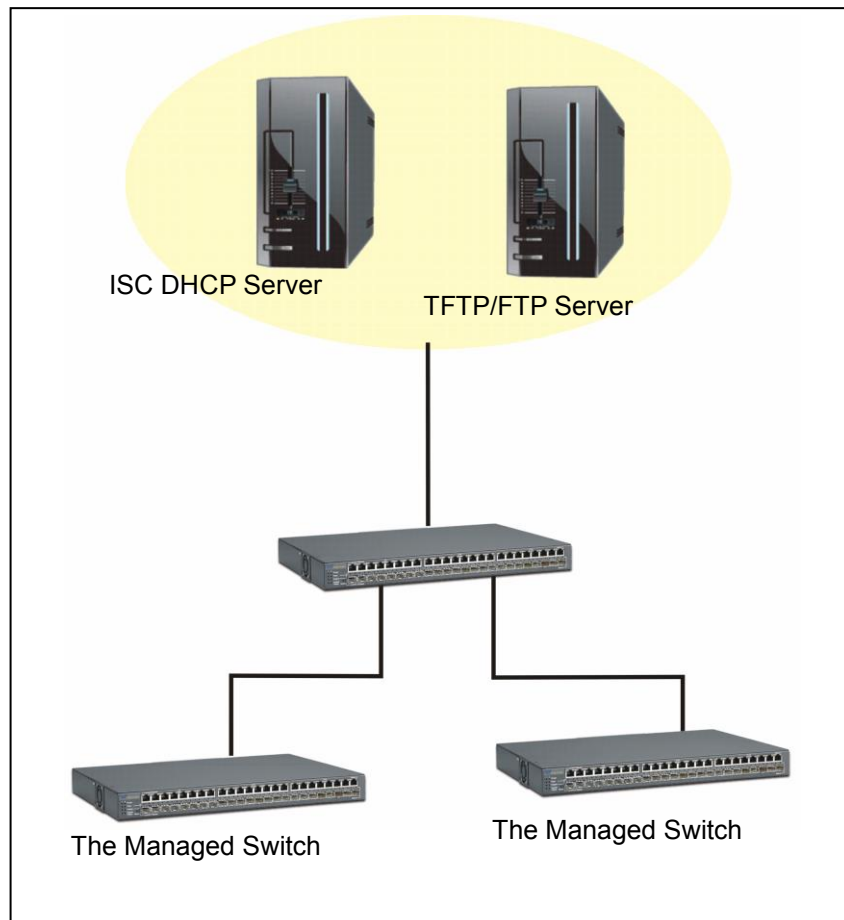 ISC DHCP Server
TFTP/FTP Server
The Managed Switch
The Managed Switch